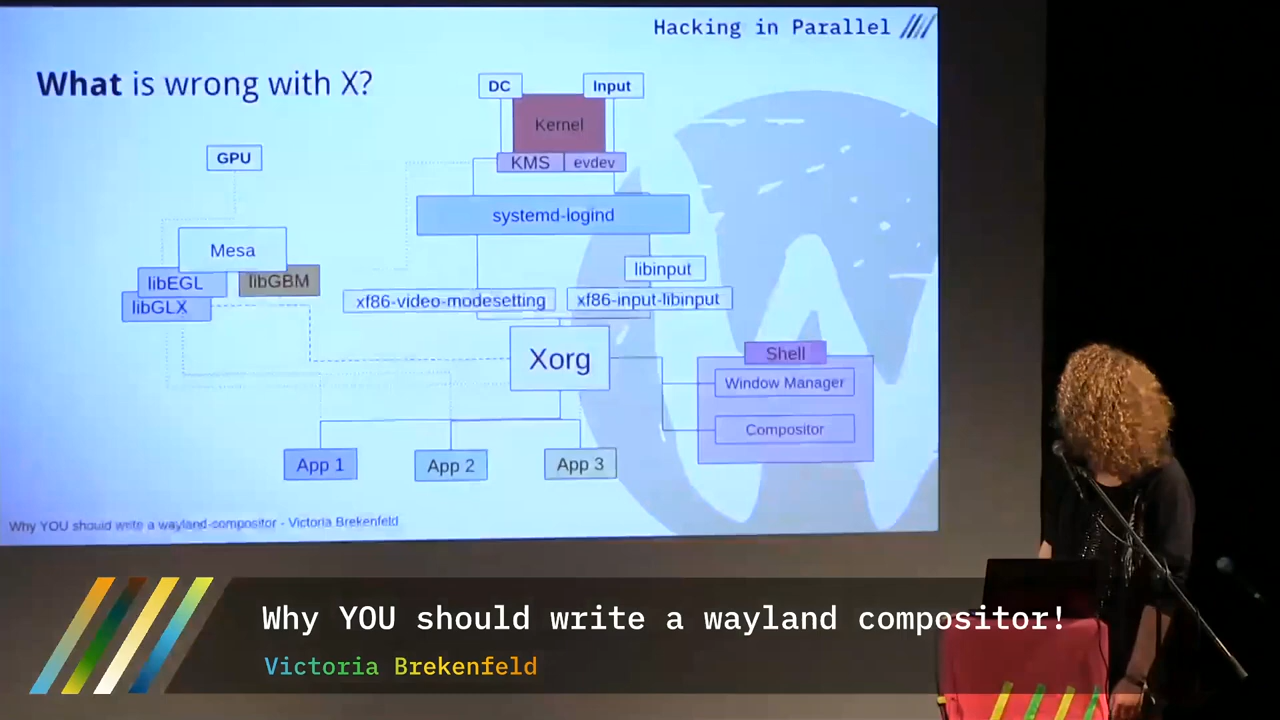 Hacking in Parallel
What is wrong with X?
DC
Input
Kernel
KMS
evdev
GPU
systemd-logind
Mesa
libEGL
libGBM
libGLX
libinput
xf86-video-modesetting
xf86-input-libinput
Xorg
Shell
Window Manager
Compositor
App 1
App 2
App 3
Why YOU should write a wayland-compositor - Victoria Brekenfeld
Why YOU should write a wayland compositor!
Victoria Brekenfeld